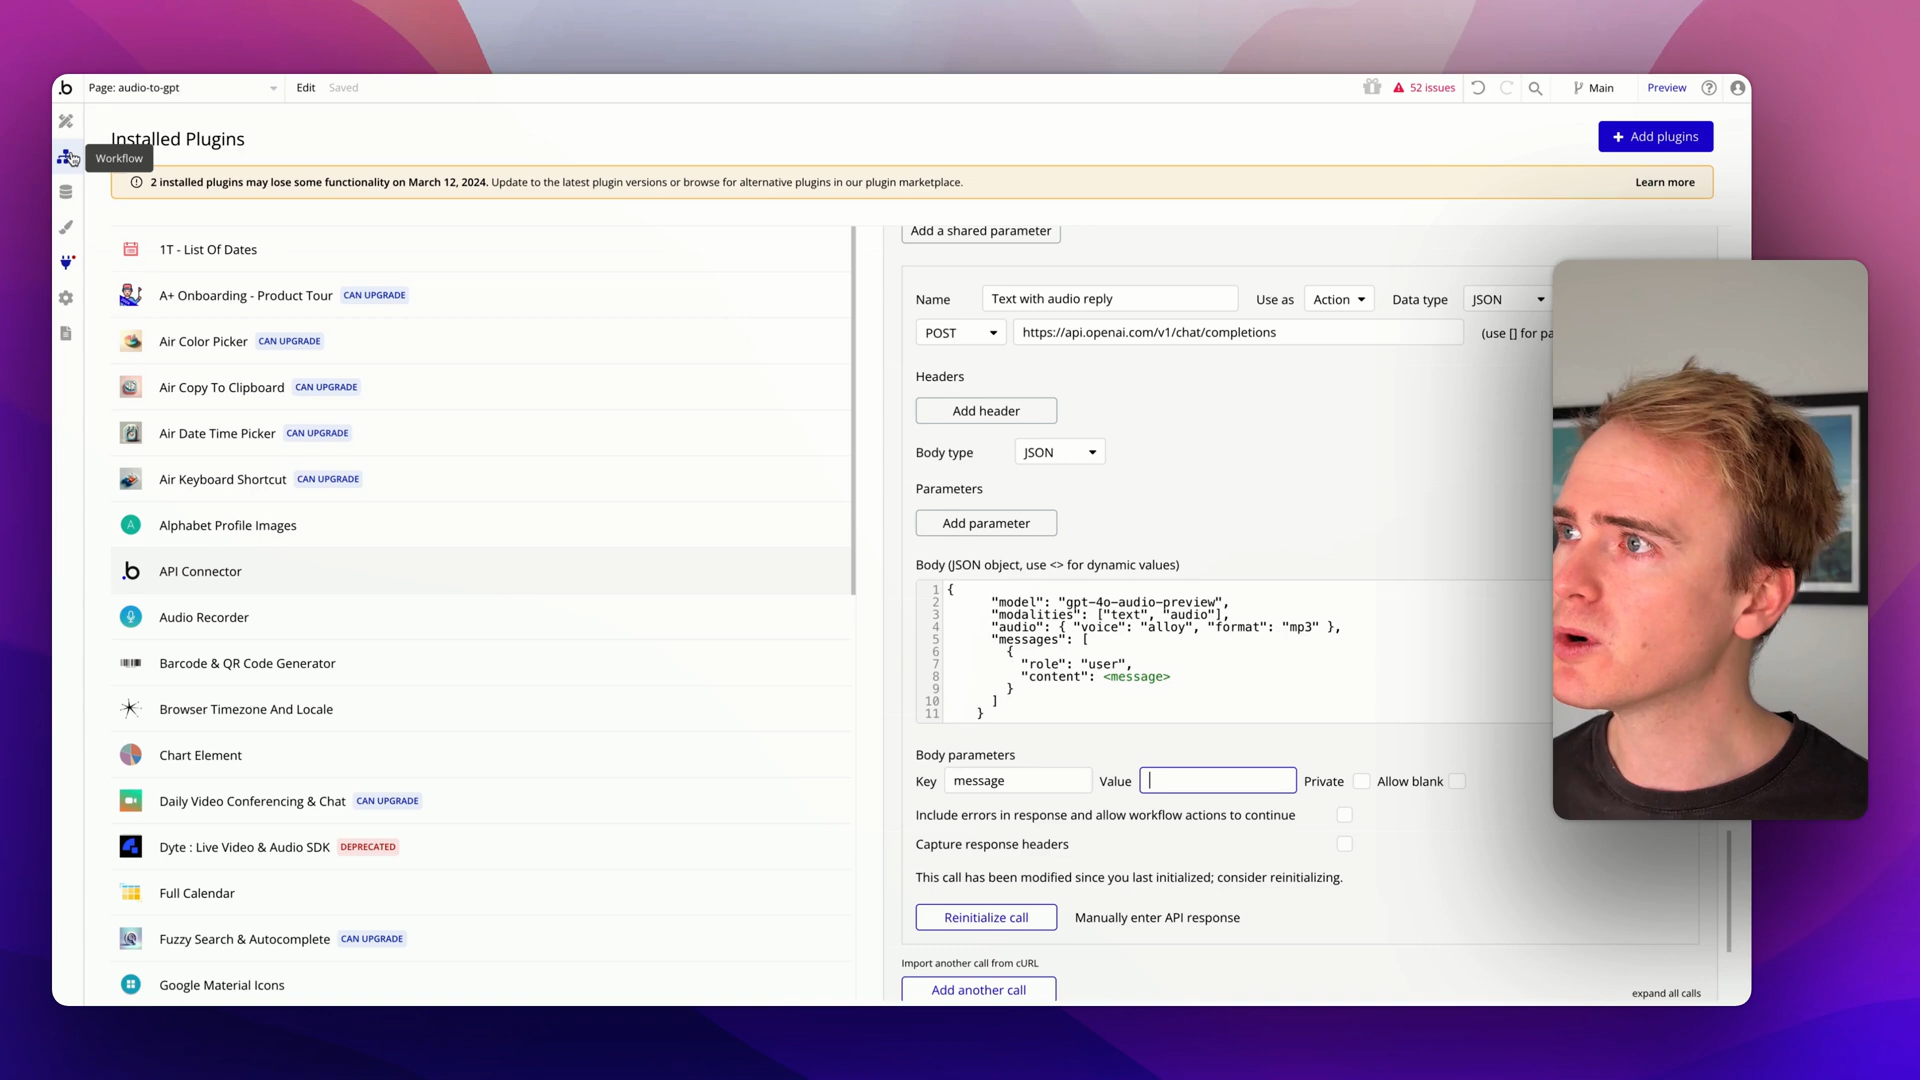 Page: audio-to-gpt
Edit
Saved
52 issues
Main
Preview
Installed Plugins
Add plugins
Workflow
2 installed plugins may lose some functionality on March 12, 2024. Update to the latest plugin versions or browse for alternative plugins in our plugin marketplace.
Learn more
1T - List Of Dates
A+ Onboarding - Product Tour CAN UPGRADE
Air Color Picker CAN UPGRADE
Air Copy To Clipboard CAN UPGRADE
Air Date Time Picker CAN UPGRADE
Air Keyboard Shortcut CAN UPGRADE
A Alphabet Profile Images
b API Connector
Audio Recorder
Barcode & QR Code Generator
Browser Timezone And Locale
Chart Element
Daily Video Conferencing & Chat CAN UPGRADE
Dyte : Live Video & Audio SDK DEPRECATED
Full Calendar
Fuzzy Search & Autocomplete CAN UPGRADE
Google Material Icons
Add a shared parameter
Name Text with audio reply Use as Action Data type JSON
POST https://api.openai.com/v1/chat/completions (use [] for pa
Headers
Add header
Body type JSON
Parameters
Add parameter
Body (JSON object, use <> for dynamic values)
1 {
2 "model": "gpt-4o-audio-preview",
3 "modalities": ["text", "audio"],
4 "audio": { "voice": "alloy", "format": "mp3" },
5 "messages": [
6 {
7 "role": "user",
8 "content": <message>
9 }
10 ]
11 }
Body parameters
Key message Value Private Allow blank
Include errors in response and allow workflow actions to continue
Capture response headers
This call has been modified since you last initialized; consider reinitializing.
Reinitialize call Manually enter API response
Import another call from cURL
Add another call
expand all calls